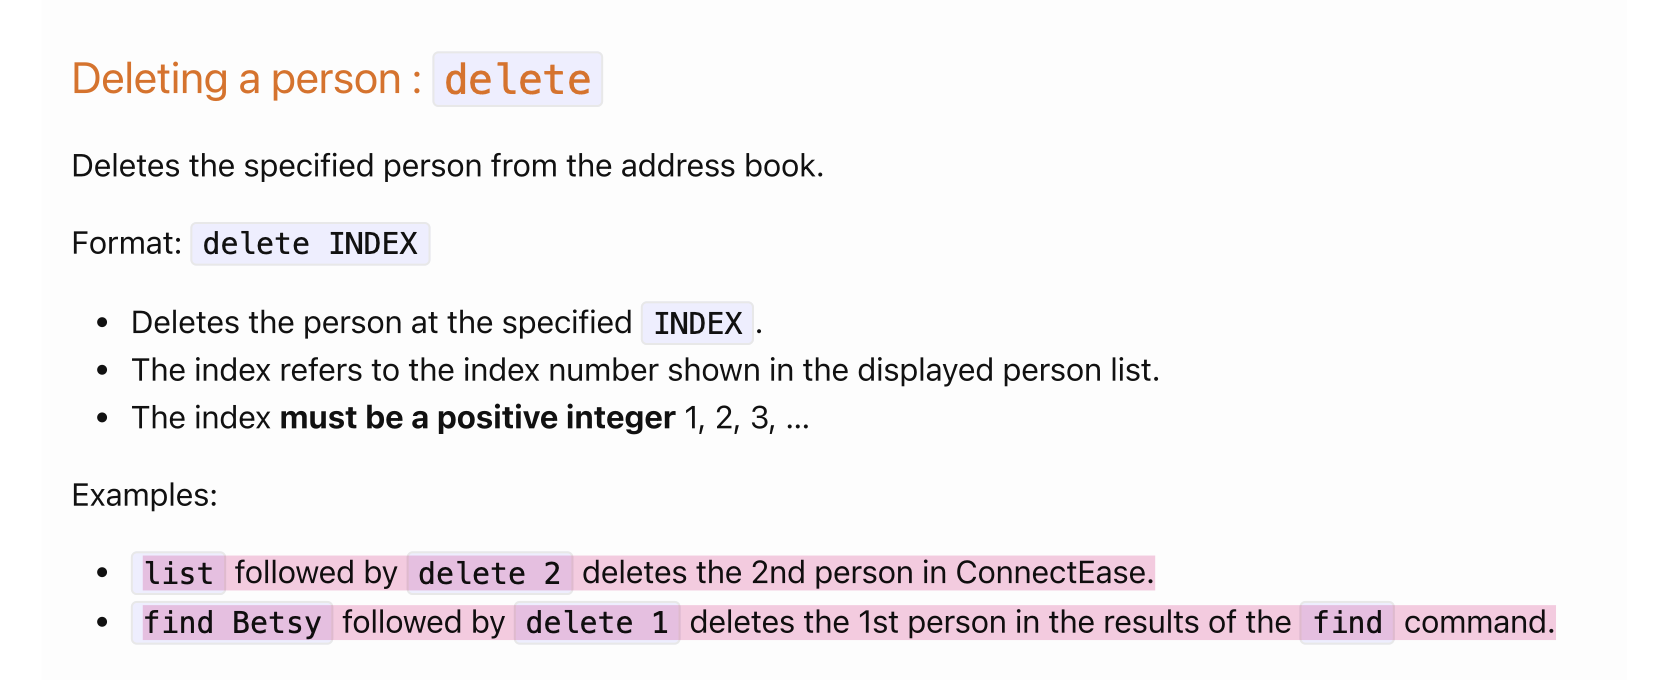 Deleting a person : delete
Deletes the specified person from the address book.
Format: delete INDEX
• Deletes the person at the specified INDEX .
• The index refers to the index number shown in the displayed person list.
• The index must be a positive integer 1, 2, 3, …
Examples:
• list followed by delete 2 deletes the 2nd person in ConnectEase.
• find Betsy followed by delete 1 deletes the 1st person in the results of the find command.